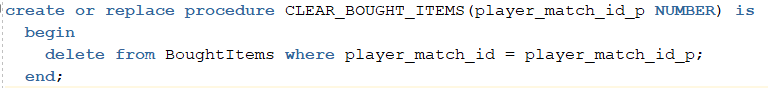 create or replace procedure CLEAR_BOUGHT_ITEMS(player_match_id_p NUMBER) is
begin
delete from BoughtItems where player_match_id = player_match_id_p;
end;